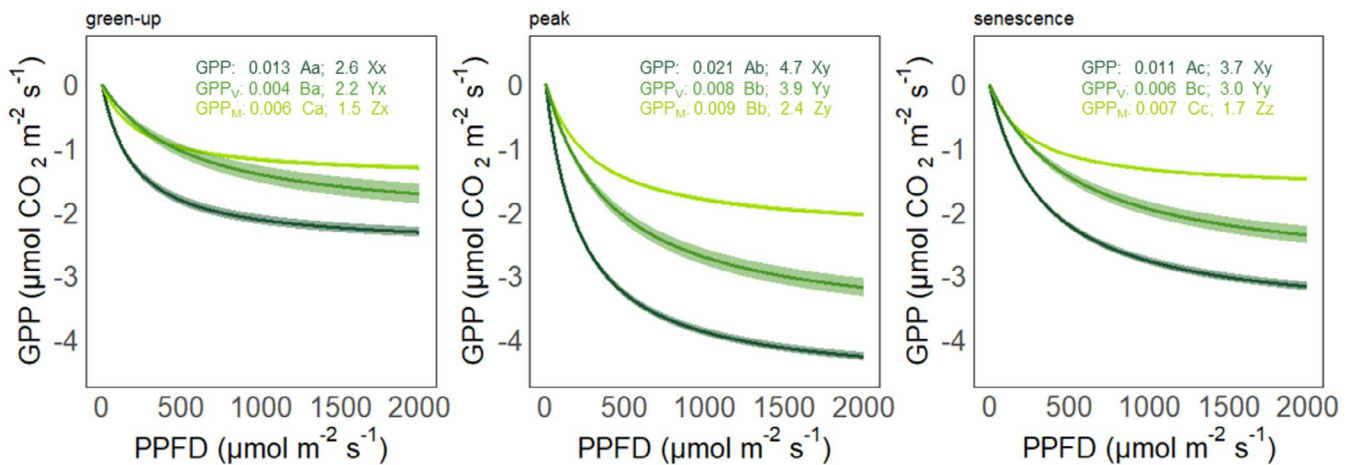 green-up
GPP: 0.013 Aa; 2.6 Xx
GPPV: 0.004 Ba; 2.2 Yx
GPPM: 0.006 Ca; 1.5 Zx
GPP (µmol CO2 m⁻² s⁻¹)
0
-1
-2
-3
-4
0 500 1000 1500 2000
PPFD (µmol m⁻² s⁻¹)
peak
GPP: 0.021 Ab; 4.7 Xy
GPPV: 0.008 Bb; 3.9 Yy
GPPM: 0.009 Bb; 2.4 Zy
GPP (µmol CO2 m⁻² s⁻¹)
0
-1
-2
-3
-4
0 500 1000 1500 2000
PPFD (µmol m⁻² s⁻¹)
senescence
GPP: 0.011 Ac; 3.7 Xy
GPPV: 0.006 Bc; 3.0 Yy
GPPM: 0.007 Cc; 1.7 Zz
GPP (µmol CO2 m⁻² s⁻¹)
0
-1
-2
-3
-4
0 500 1000 1500 2000
PPFD (µmol m⁻² s⁻¹)